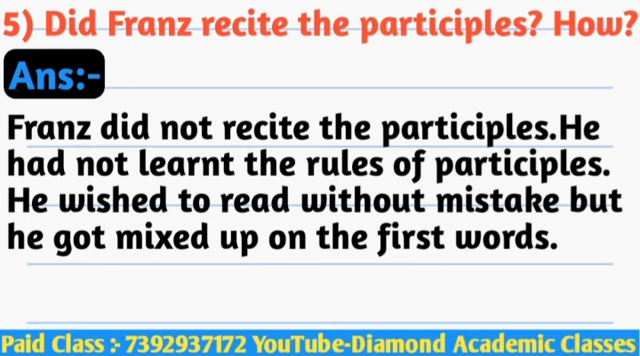 5) Did Franz recite the participles? How?
Ans:-
Franz did not recite the participles.He
had not learnt the rules of participles.
He wished to read without mistake but
he got mixed up on the first words.
Paid Class :- 7392937172 YouTube-Diamond Academic Classes